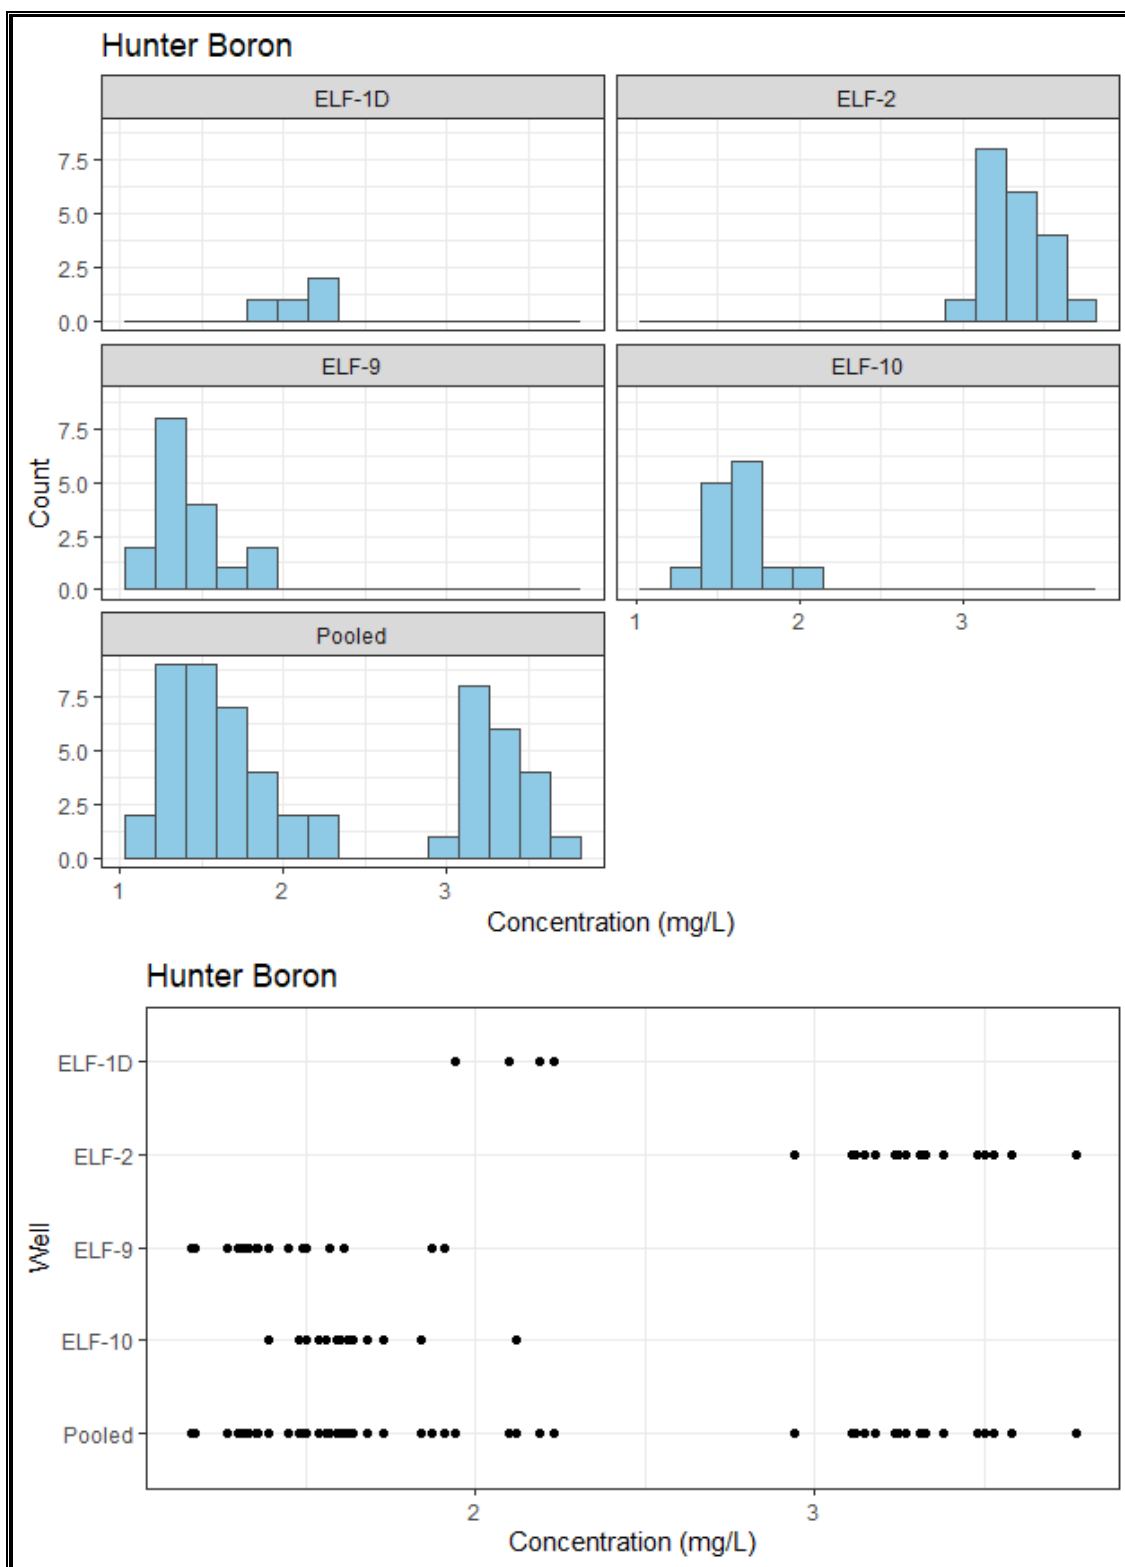 Hunter Boron
ELF-1D
ELF-2
7.5
5.0
2.5
0.0
ELF-9
ELF-10
7.5
5.0
2.5
0.0
1 2 3
Count
Pooled
7.5
5.0
2.5
0.0
1 2 3
Concentration (mg/L)
Hunter Boron
ELF-1D
ELF-2
ELF-9
ELF-10
Pooled
Well
2 3
Concentration (mg/L)